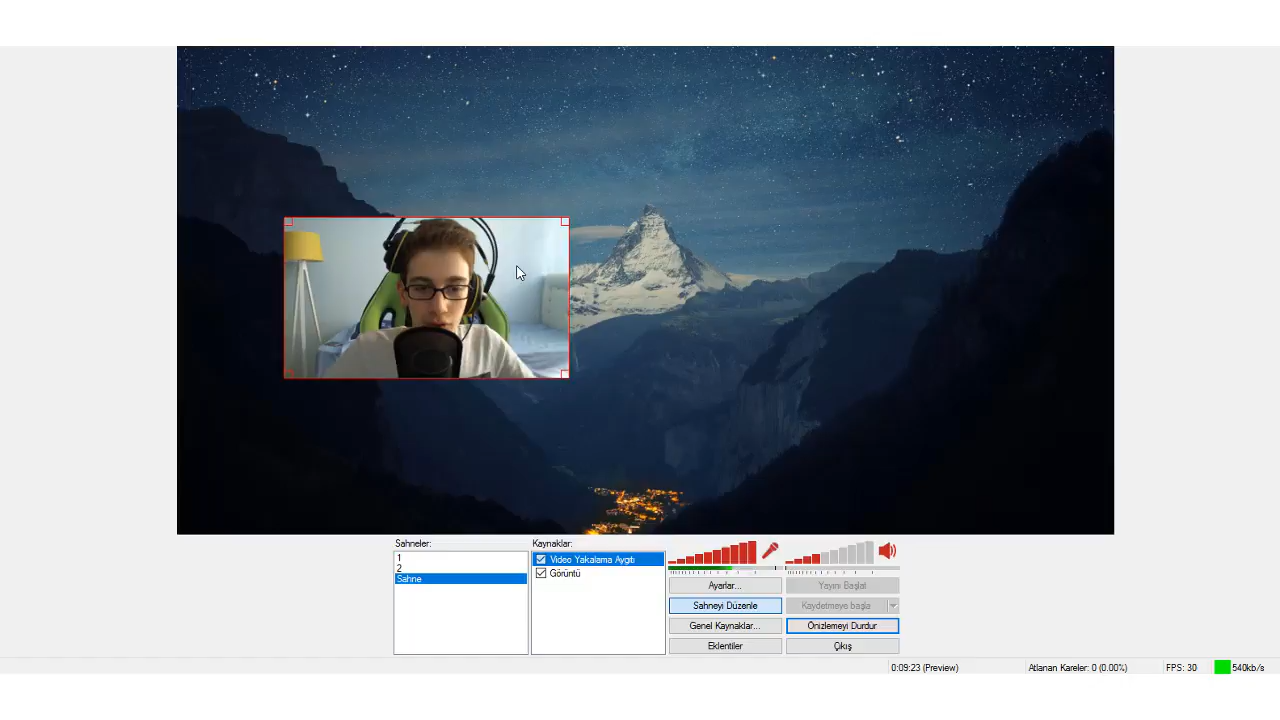 Sahneler:
1
2
Sahne
Kaynaklar:
Video Yakalama Aygıtı
Görüntü
Ayarlar...
Yayını Başlat
Sahneyi Düzenle
Kaydetmeye başla
Genel Kaynaklar...
Önizlemeyi Durdur
Eklentiler
Çıkış
0:09:23 (Preview)
Atlanan Kareler: 0 (0.00%)
FPS: 30
540kb/s